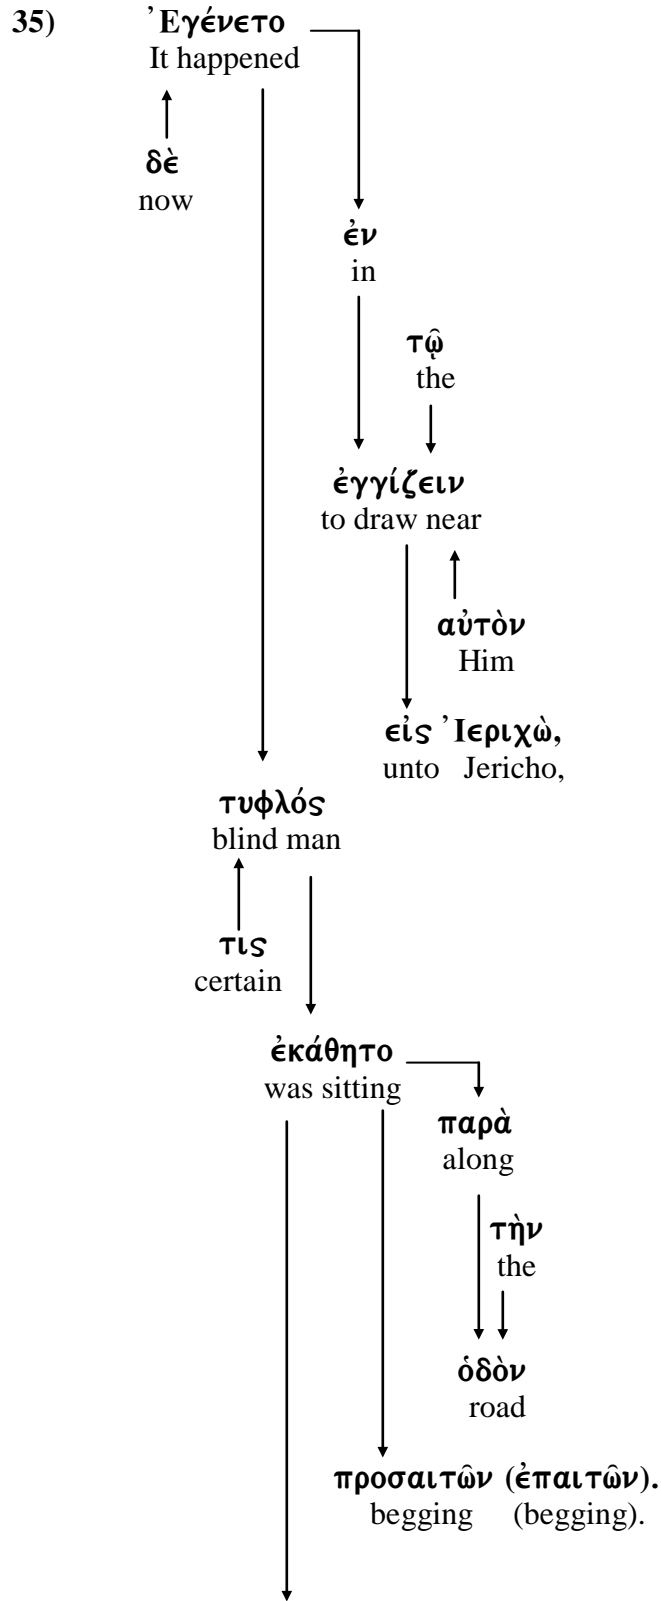 35) Ἐγένετο
It happened
δὲ
now
ἐν
in
τῷ
the
ἐγγίζειν
to draw near
αὐτὸν
Him
εἰς Ἰεριχὼ,
unto Jericho,
τυφλός
blind man
τις
certain
ἐκάθητο
was sitting
παρὰ
along
τὴν
the
ὁδὸν
road
προσαιτῶν (ἐπαιτῶν).
begging (begging).